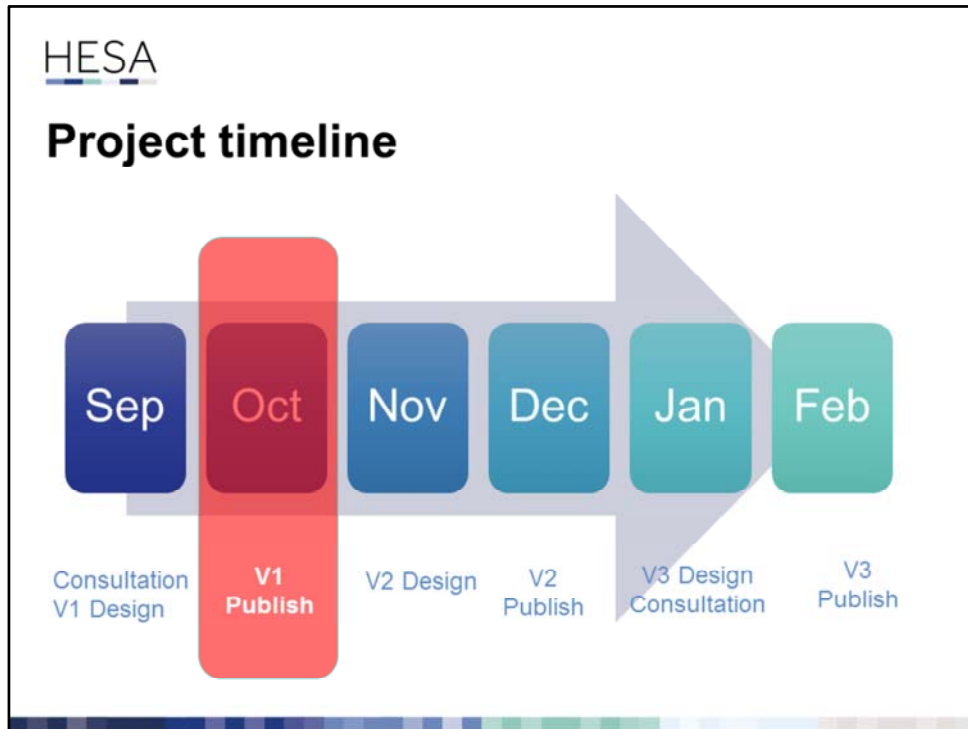 HESA
Project timeline
Sep
Oct
Nov
Dec
Jan
Feb
Consultation
V1 Design
V1
Publish
V2 Design
V2
Publish
V3 Design
Consultation
V3
Publish